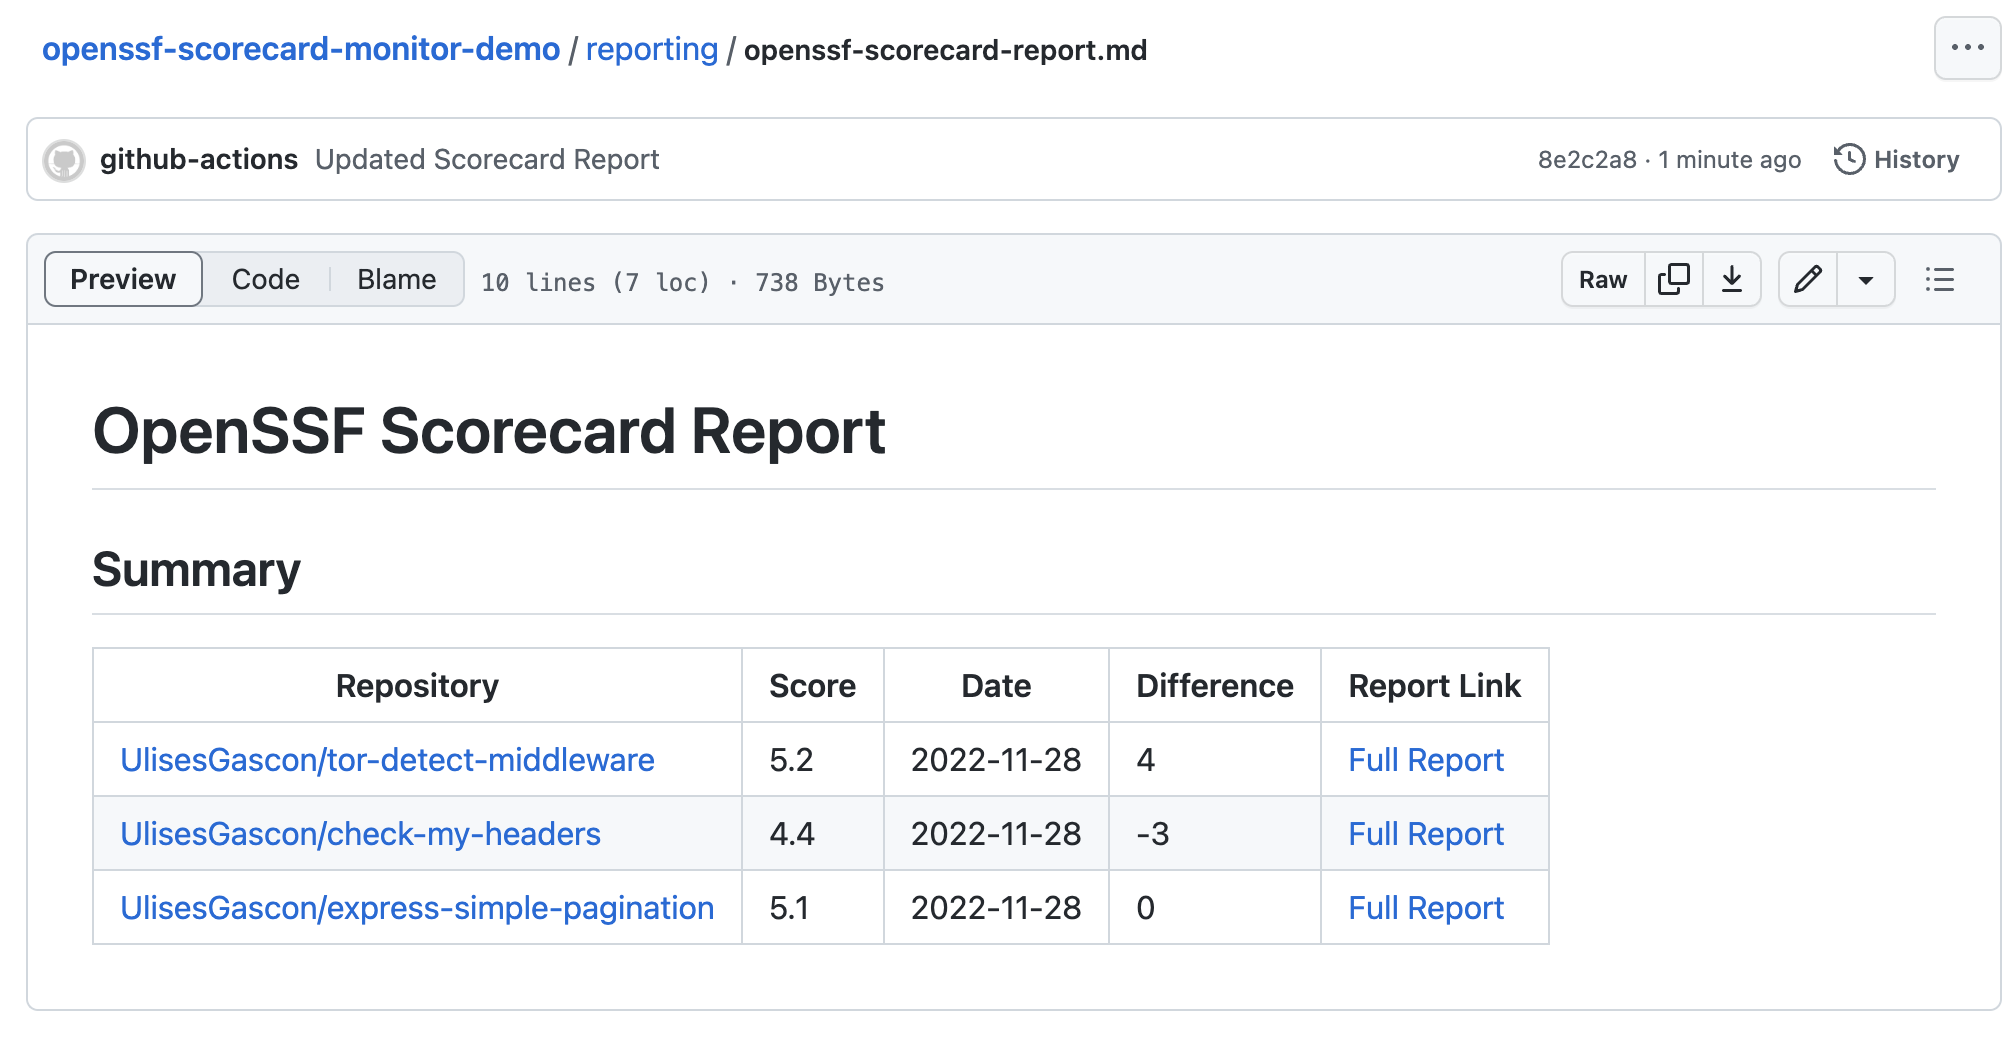 openssf-scorecard-monitor-demo / reporting / openssf-scorecard-report.md
github-actions Updated Scorecard Report 8e2c2a8 · 1 minute ago History
Preview Code Blame 10 lines (7 loc) · 738 Bytes Raw
OpenSSF Scorecard Report
Summary
Repository Score Date Difference Report Link
UlisesGascon/tor-detect-middleware 5.2 2022-11-28 4 Full Report
UlisesGascon/check-my-headers 4.4 2022-11-28 -3 Full Report
UlisesGascon/express-simple-pagination 5.1 2022-11-28 0 Full Report